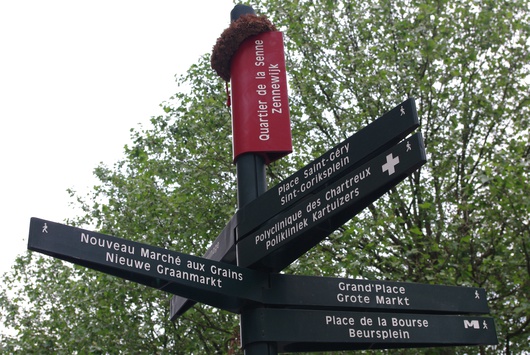 Quartier de la Senne
Zennewijk
Place Saint-Géry
Sint-Goriksplein
Polyclinique des Chartreux
Polikliniek Kartuizers
Nouveau Marché aux Grains
Nieuwe Graanmarkt
Grand'Place
Grote Markt
Place de la Bourse
Beursplein
M